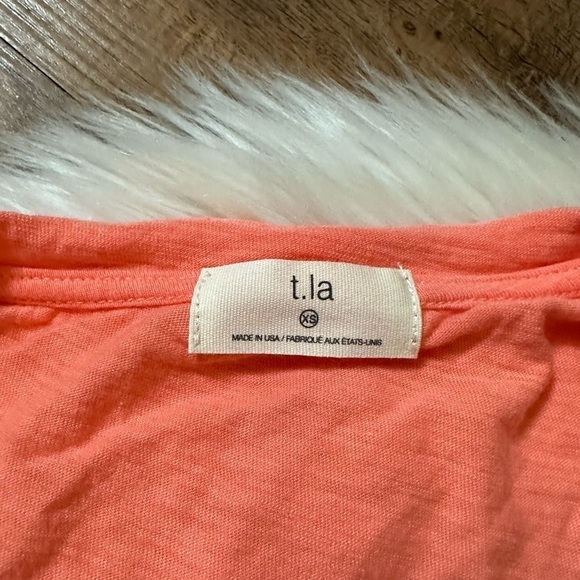 t.la
XS
MADE IN USA / FABRIQUÉ AUX ÉTATS-UNIS